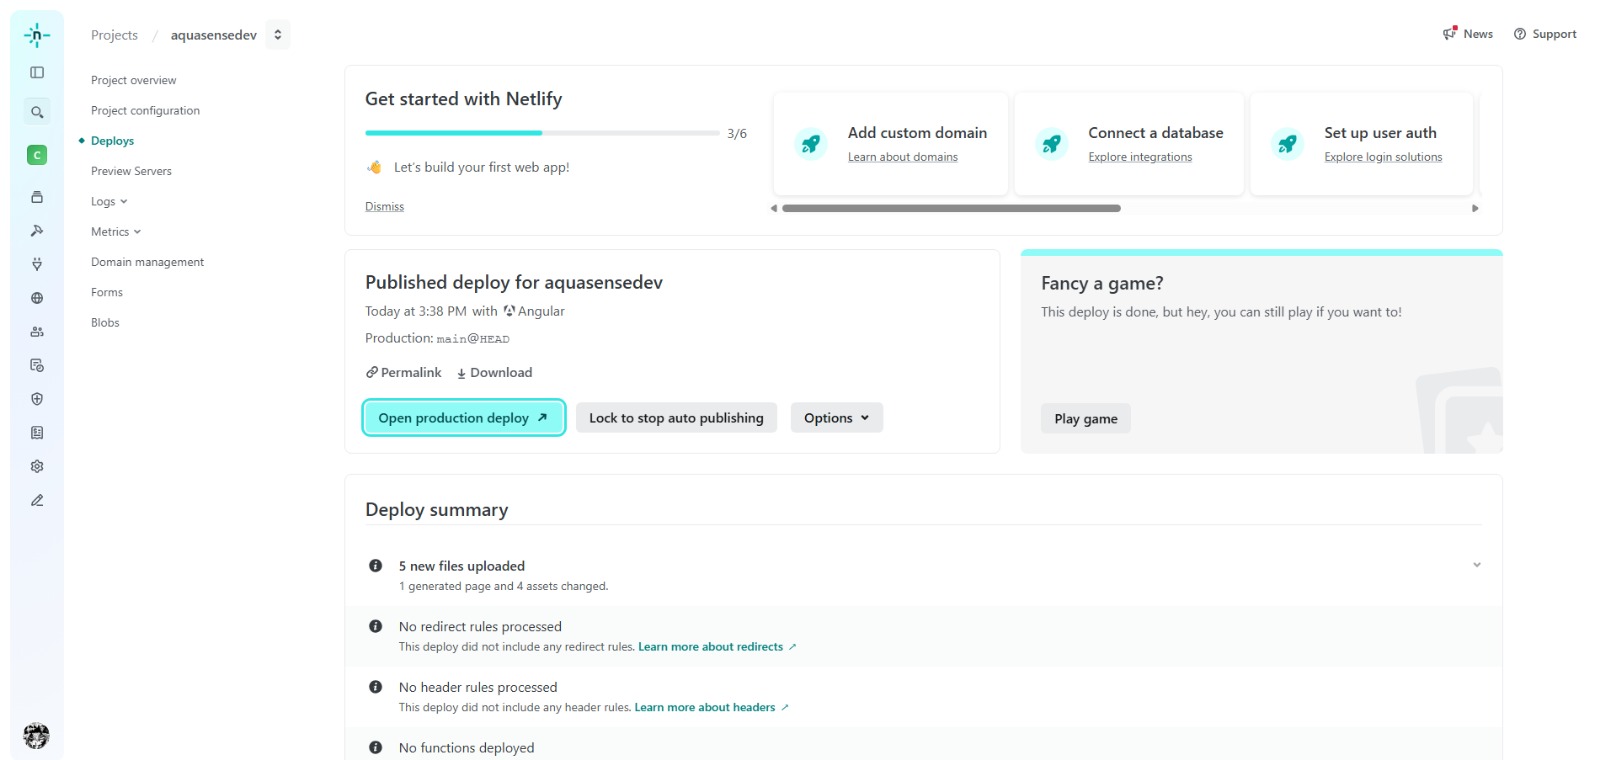 Projects / aquasensedev
News
Support
Project overview
Project configuration
Deploys
Preview Servers
Logs
Metrics
Domain management
Forms
Blobs
C
Get started with Netlify
3/6
Let's build your first web app!
Dismiss
Add custom domain
Learn about domains
Connect a database
Explore integrations
Set up user auth
Explore login solutions
Published deploy for aquasensedev
Today at 3:38 PM with Angular
Production: main@HEAD
Permalink
Download
Open production deploy
Lock to stop auto publishing
Options
Fancy a game?
This deploy is done, but hey, you can still play if you want to!
Play game
Deploy summary
5 new files uploaded
1 generated page and 4 assets changed.
No redirect rules processed
This deploy did not include any redirect rules. Learn more about redirects ↗
No header rules processed
This deploy did not include any header rules. Learn more about headers ↗
No functions deployed